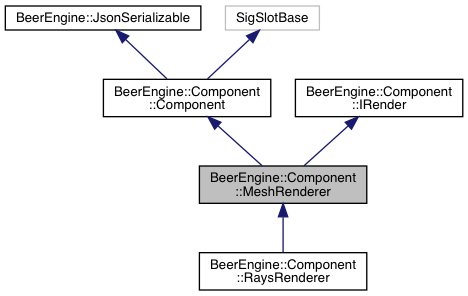 BeerEngine::JsonSerializable
SigSlotBase
BeerEngine::Component
::Component
BeerEngine::Component
::IRender
BeerEngine::Component
::MeshRenderer
BeerEngine::Component
::RaysRenderer